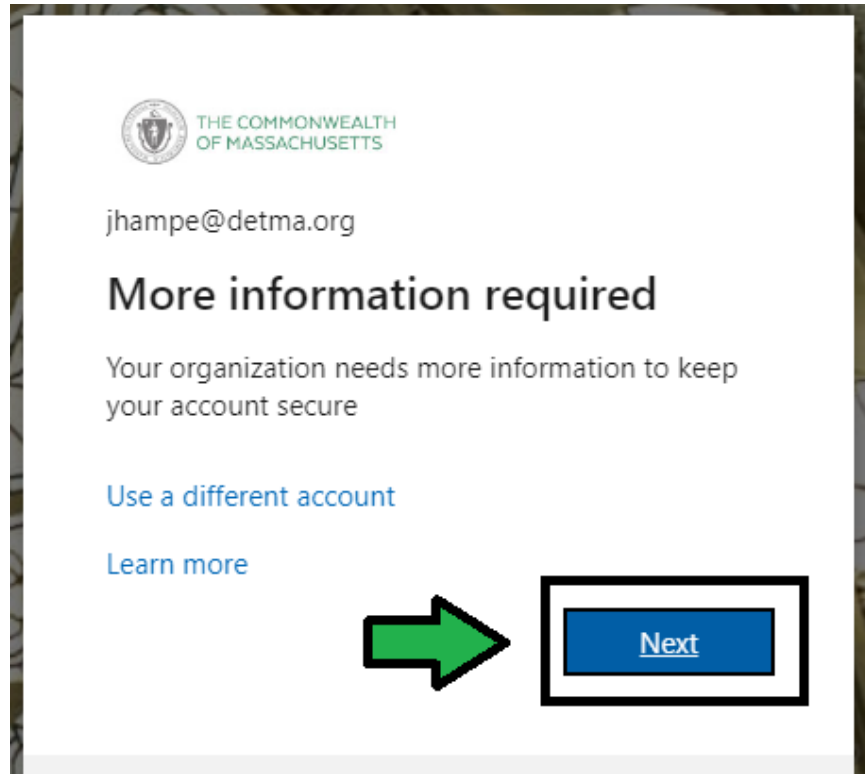 THE COMMONWEALTH
OF MASSACHUSETTS
jhampe@detma.org
More information required
Your organization needs more information to keep
your account secure
Use a different account
Learn more
Next